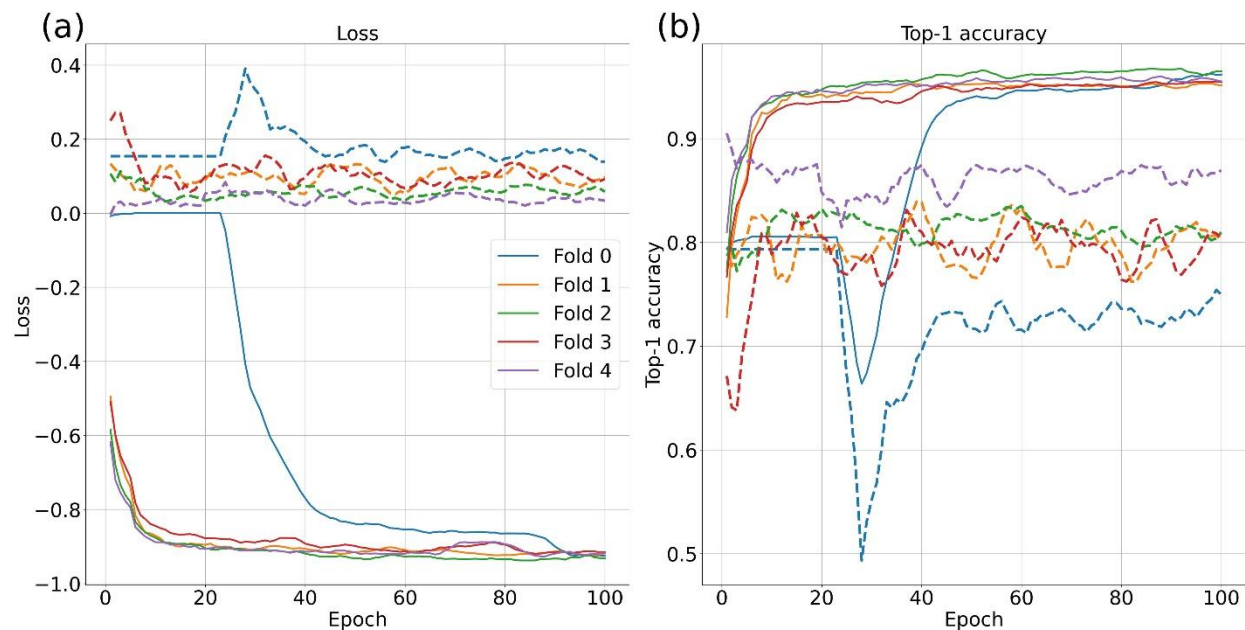 (a)
Loss
0.4
0.2
0.0
−0.2
−0.4
−0.6
−0.8
−1.0
Loss
Fold 0
Fold 1
Fold 2
Fold 3
Fold 4
0 20 40 60 80 100
Epoch
(b)
Top-1 accuracy
0.9
0.8
0.7
0.6
0.5
Top-1 accuracy
0 20 40 60 80 100
Epoch